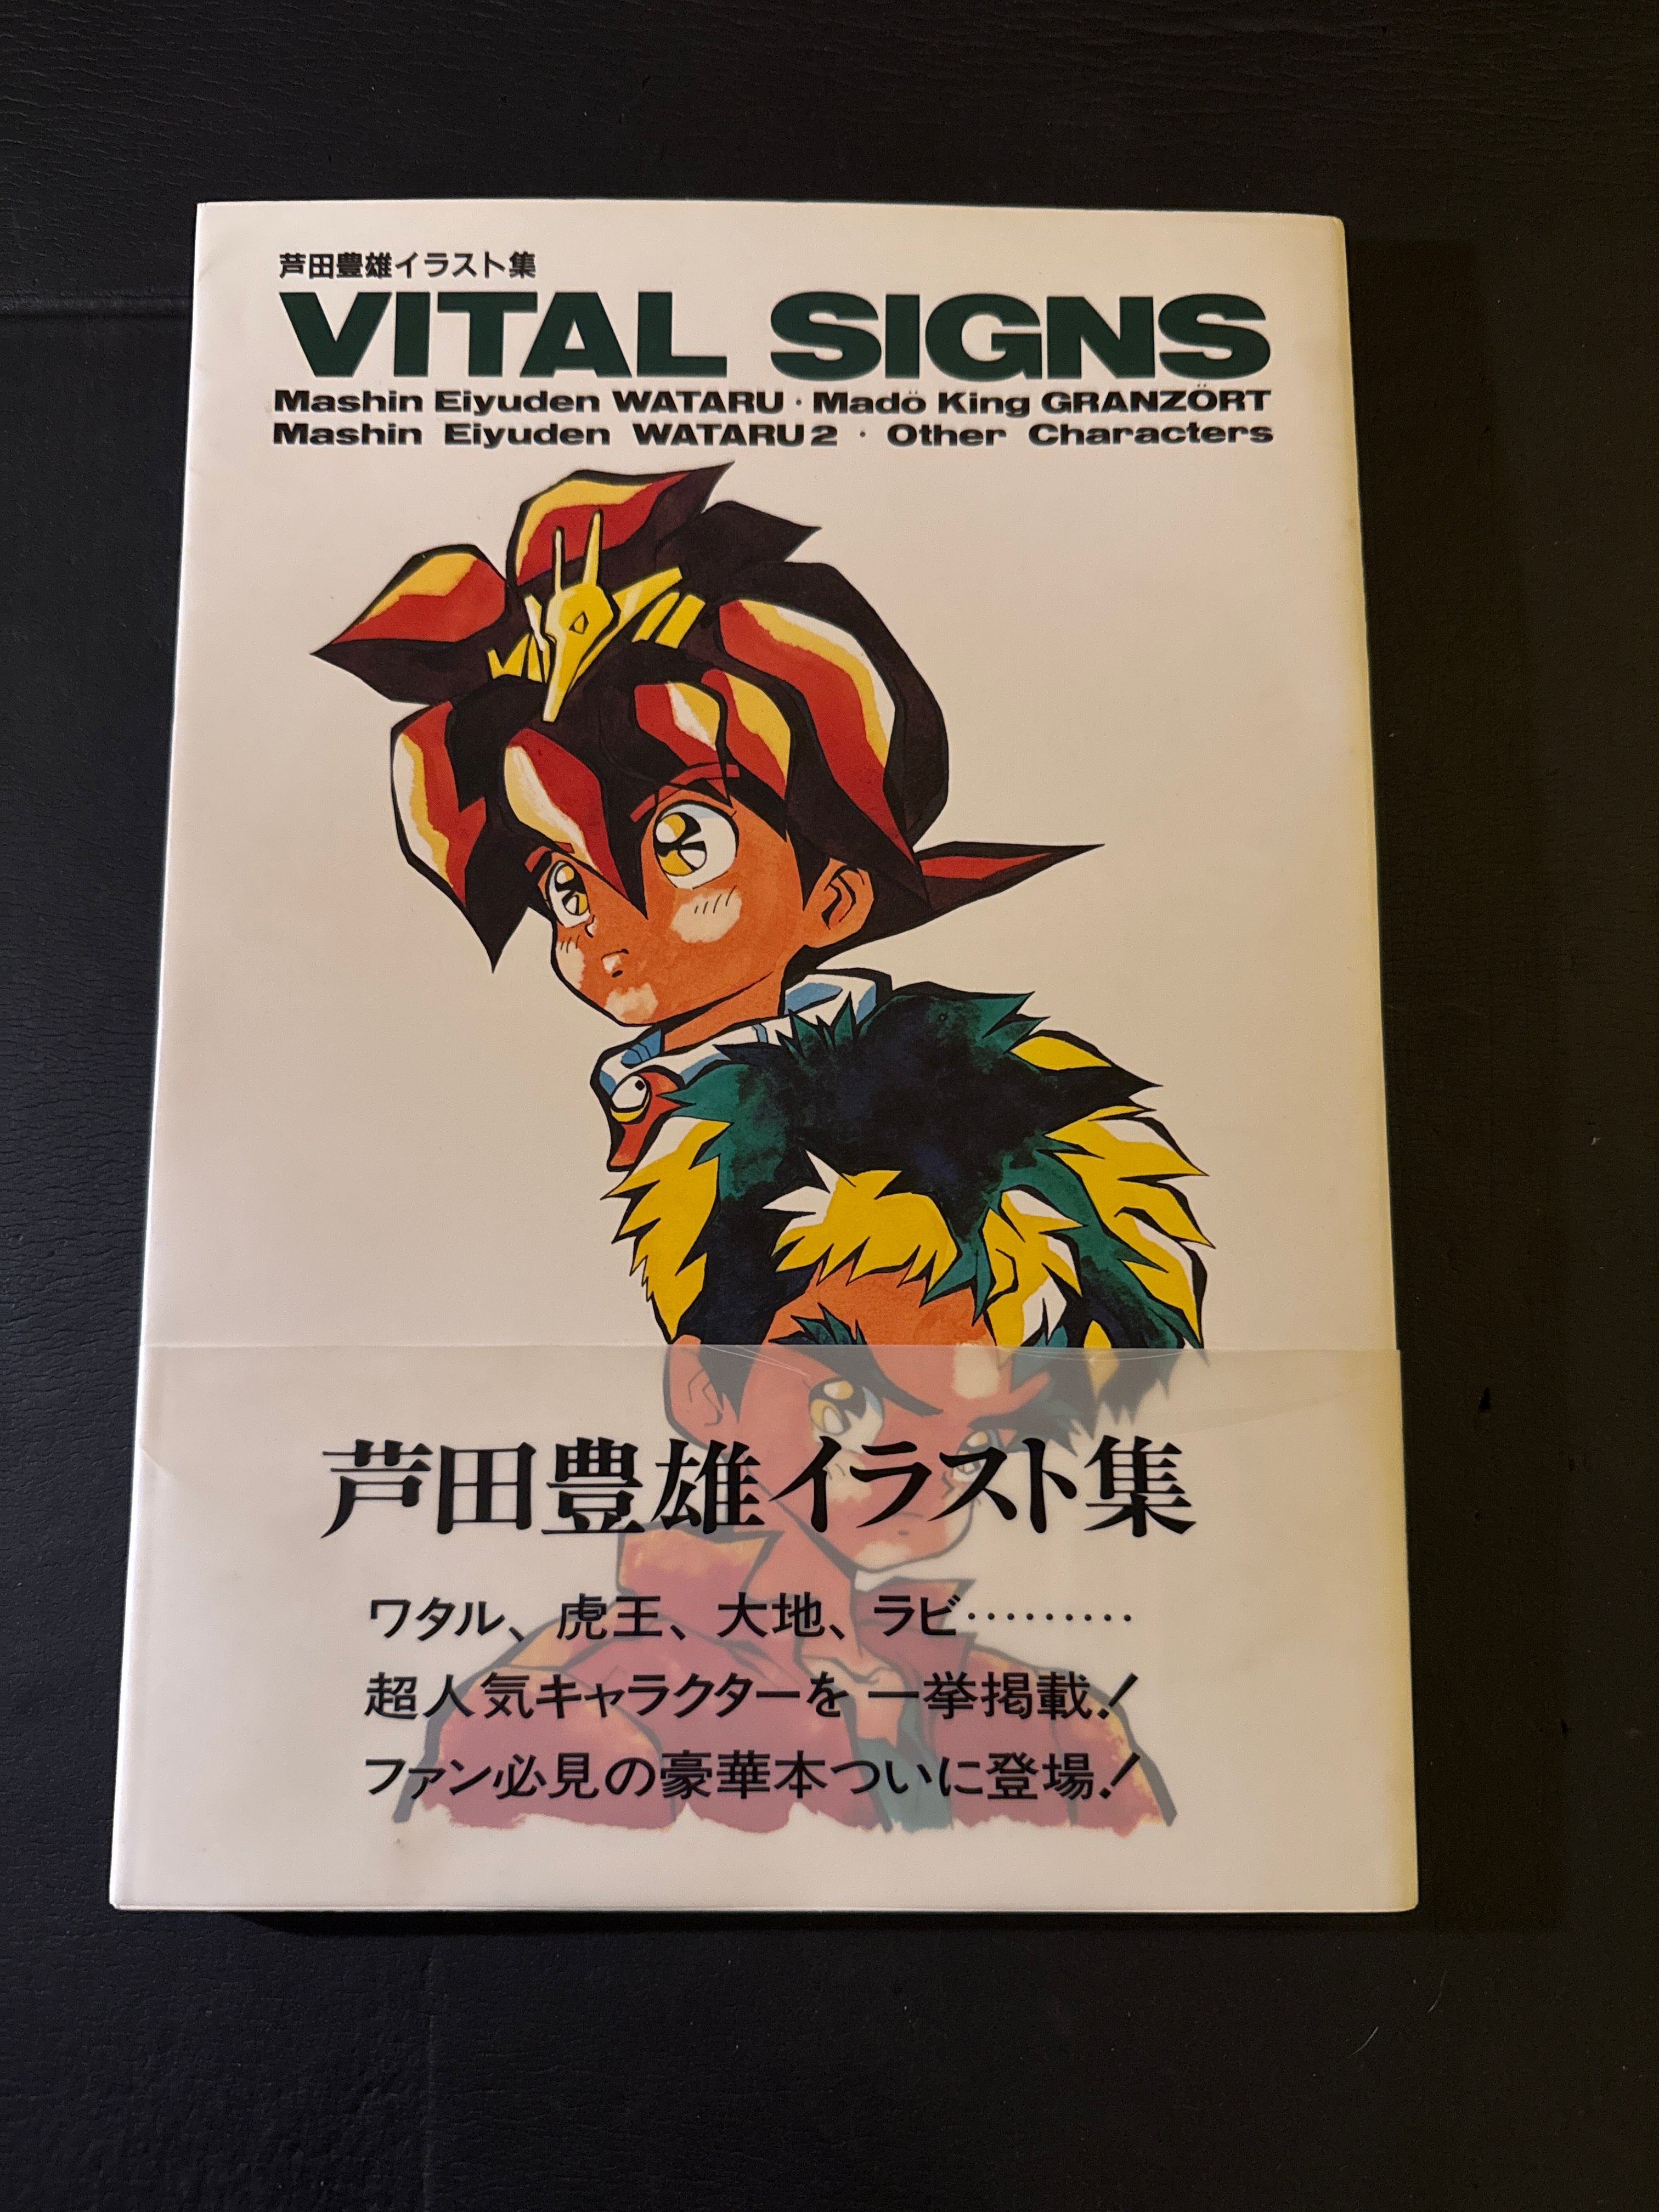 芦田豊雄イラスト集
VITAL SIGNS
Mashin Eiyuden WATARU · Madö King GRANZÖRT
Mashin Eiyuden WATARU2 · Other Characters
芦田豊雄イラスト集
ワタル、虎王、大地、ラビ………
超人気キャラクターを一挙掲載!
ファン必見の豪華本ついに登場!